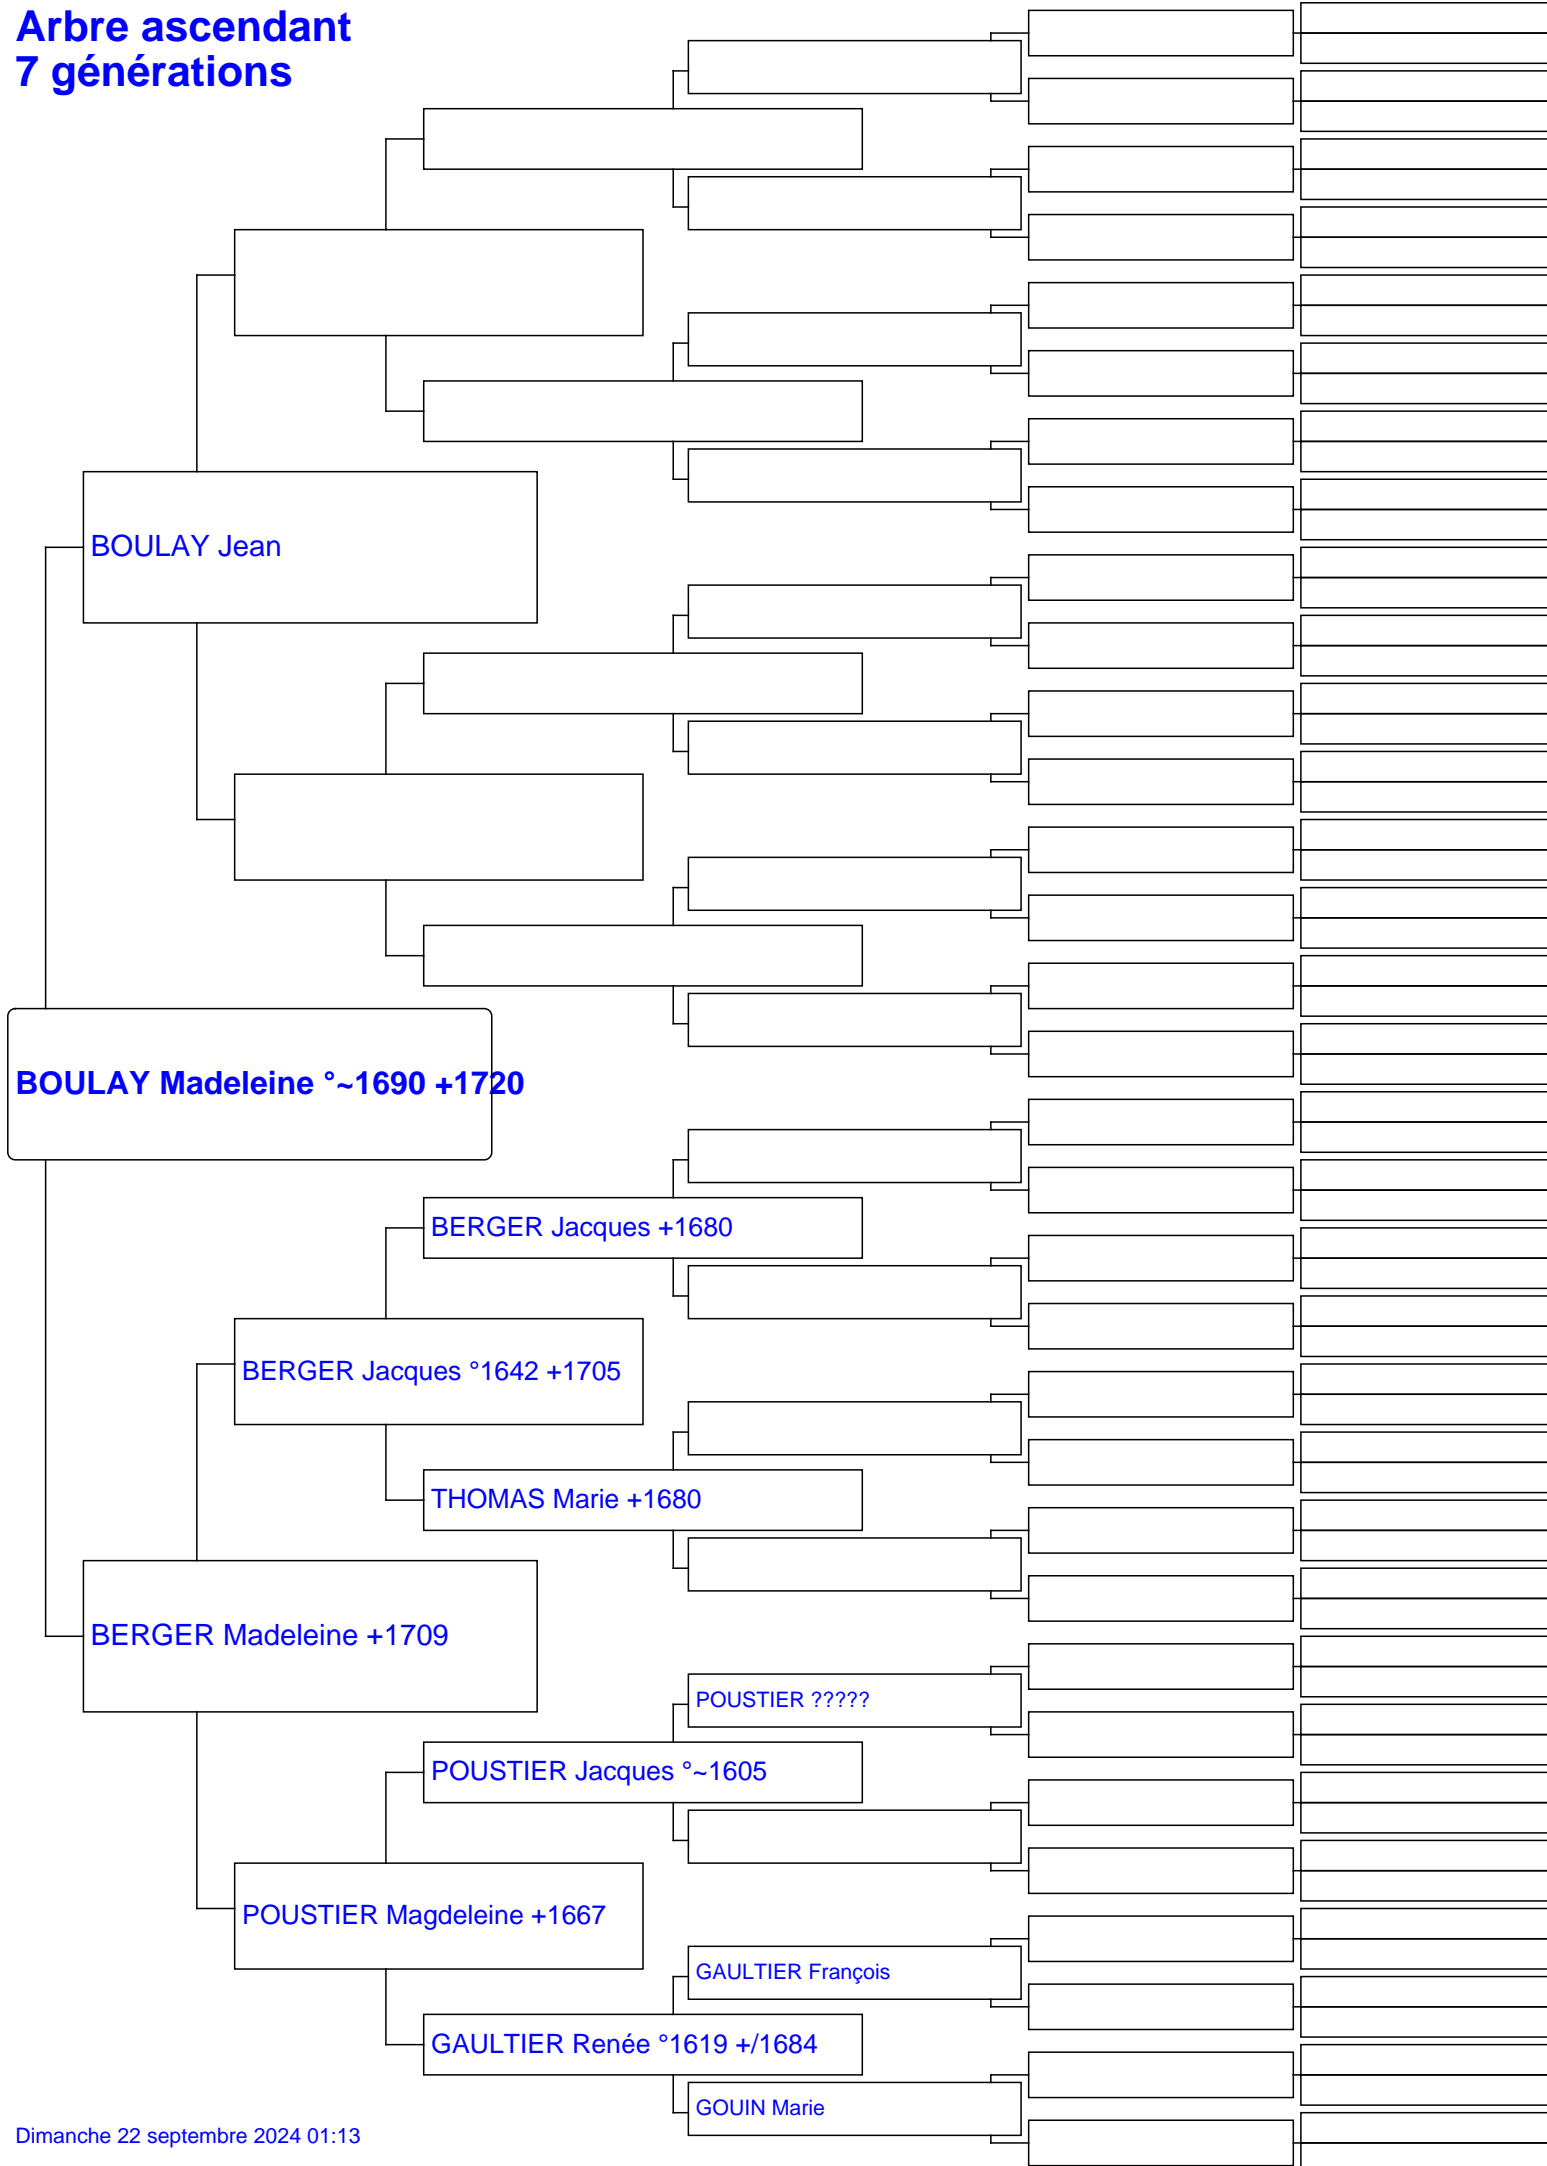 Arbre ascendant
7 générations
BOULAY Jean
BOULAY Madeleine °~1690 +1720
BERGER Jacques +1680
BERGER Jacques °1642 +1705
THOMAS Marie +1680
BERGER Madeleine +1709
POUSTIER ?????
POUSTIER Jacques °~1605
POUSTIER Magdeleine +1667
GAULTIER François
GAULTIER Renée °1619 +/1684
GOUIN Marie
Dimanche 22 septembre 2024 01:13